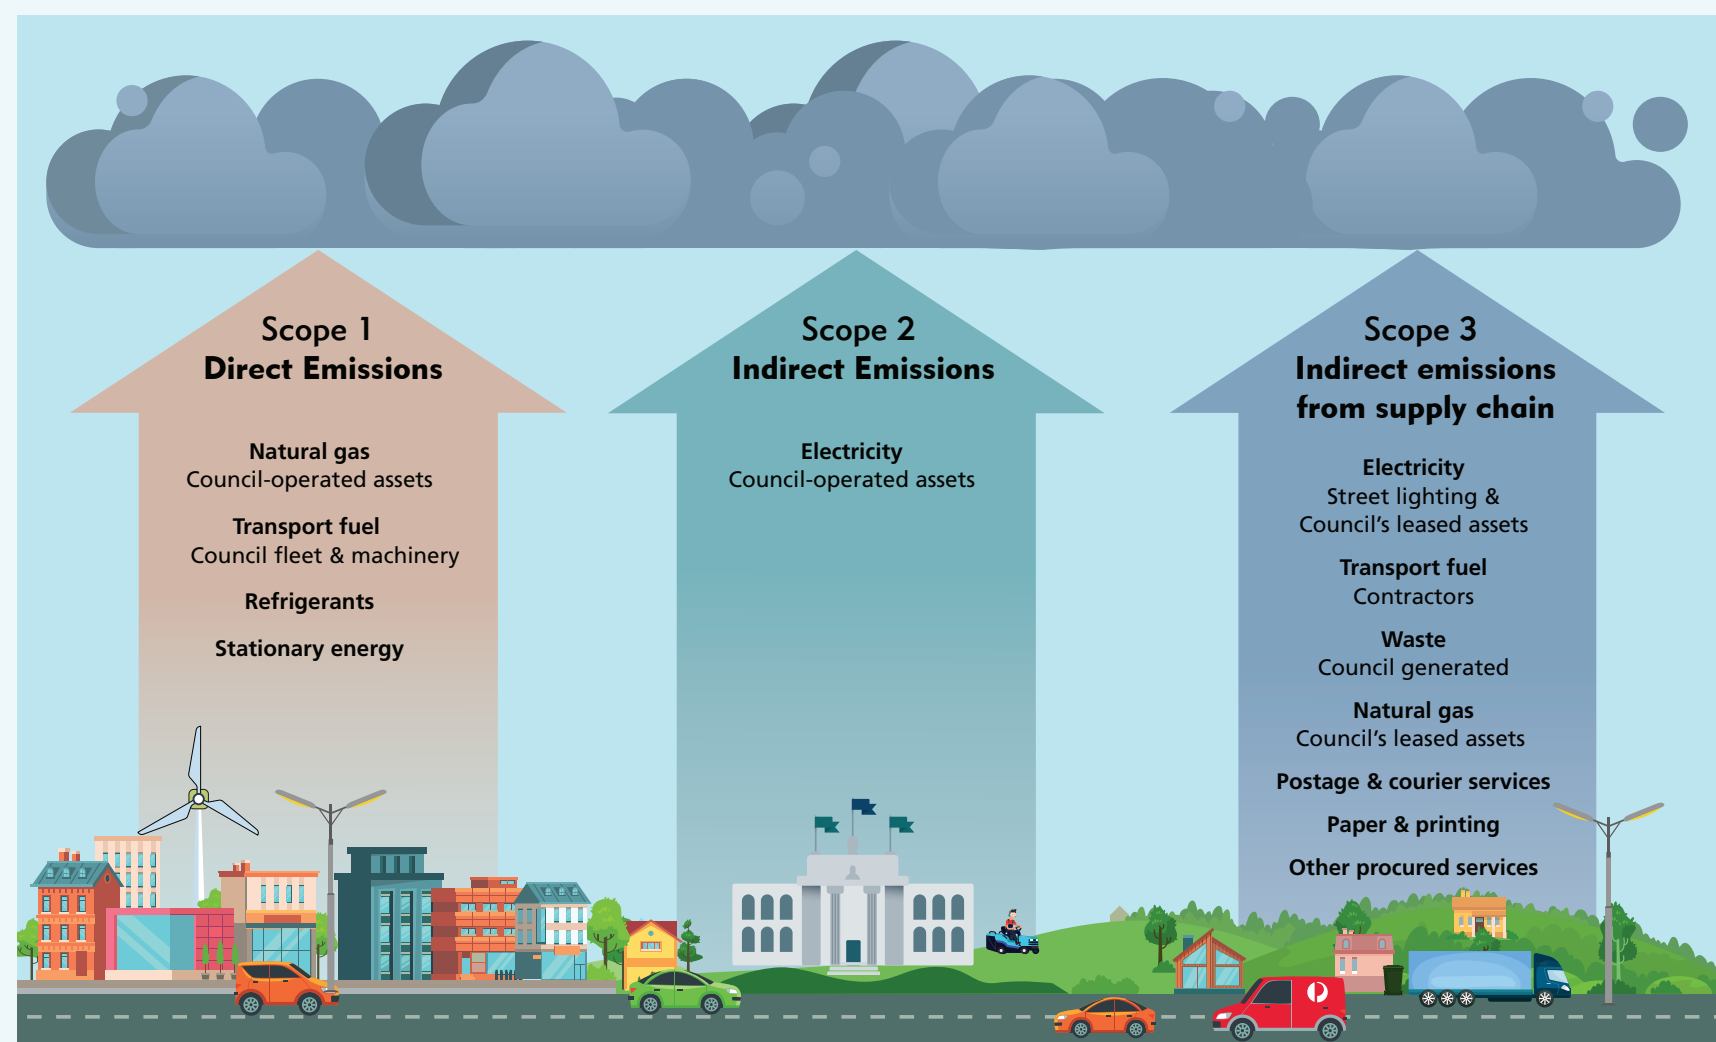 Scope 1
Direct Emissions
Natural gas
Council-operated assets
Transport fuel
Council fleet & machinery
Refrigerants
Stationary energy
Scope 2
Indirect Emissions
Electricity
Council-operated assets
Scope 3
Indirect emissions
from supply chain
Electricity
Street lighting &
Council’s leased assets
Transport fuel
Contractors
Waste
Council generated
Natural gas
Council’s leased assets
Postage & courier services
Paper & printing
Other procured services